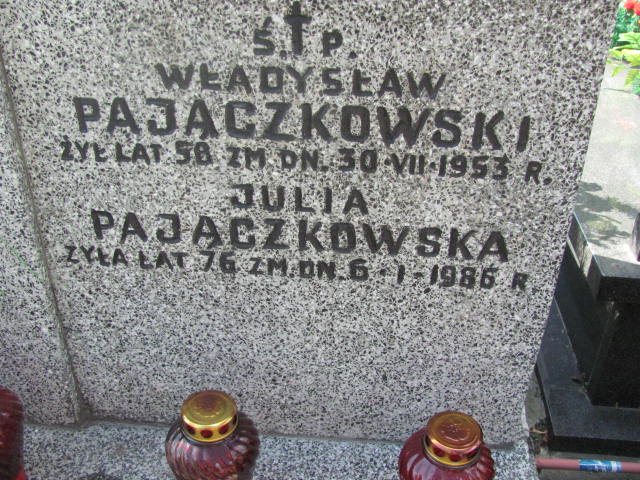 Ś. P.
WŁADYSŁAW
PAJĄCZKOWSKI
ŻYŁ LAT 58 ZM. DN. 30·VII·1953 R.
JULIA
PAJĄCZKOWSKA
ŻYŁA LAT 76 ZM. DN. 6·I·1986 R